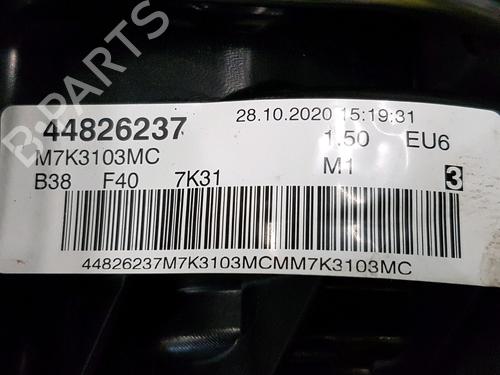 B-PARTS
44826237 28.10.2020 15:19:31
M7K3103MC 1.50 EU6
B38 F40 7K31 M1 3
44826237M7K3103MCMM7K3103MC